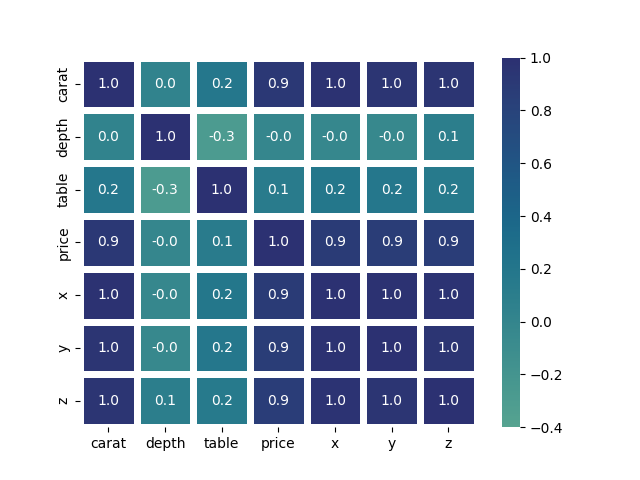 carat 1.0 0.0 0.2 0.9 1.0 1.0 1.0
depth 0.0 1.0 -0.3 -0.0 -0.0 -0.0 0.1
table 0.2 -0.3 1.0 0.1 0.2 0.2 0.2
price 0.9 -0.0 0.1 1.0 0.9 0.9 0.9
x 1.0 -0.0 0.2 0.9 1.0 1.0 1.0
y 1.0 -0.0 0.2 0.9 1.0 1.0 1.0
z 1.0 0.1 0.2 0.9 1.0 1.0 1.0
carat depth table price x y z
1.0
0.8
0.6
0.4
0.2
0.0
−0.2
−0.4